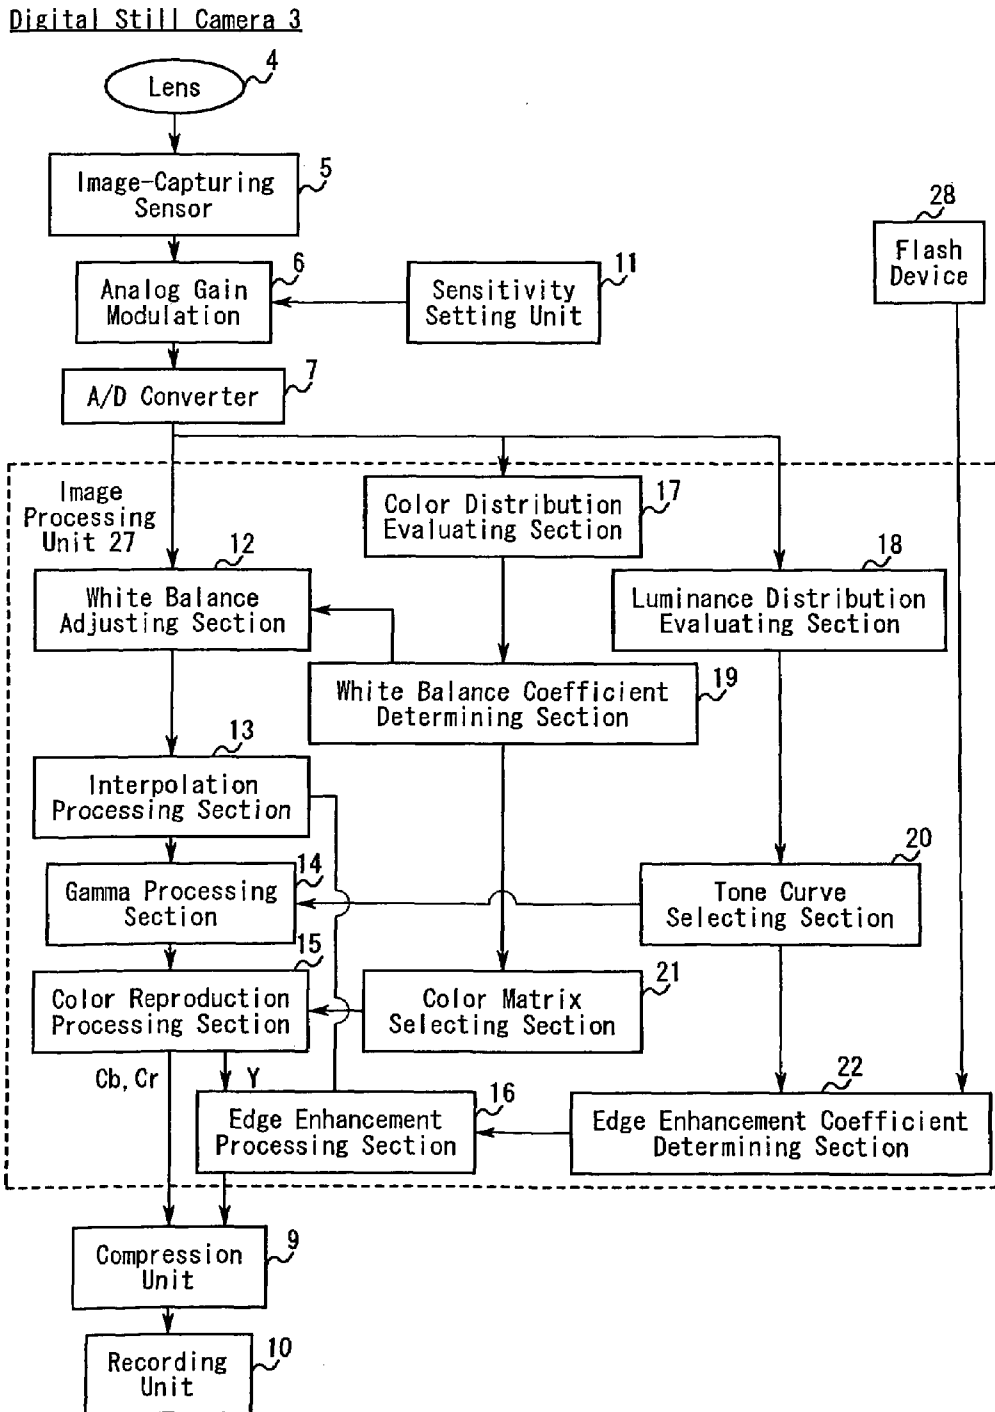 Digital Still Camera 3
4
Lens
5
Image-Capturing
Sensor
28
Flash
Device
6
Analog Gain
Modulation
11
Sensitivity
Setting Unit
7
A/D Converter
Image
Processing
Unit 27
17
Color Distribution
Evaluating Section
12
White Balance
Adjusting Section
18
Luminance Distribution
Evaluating Section
19
White Balance Coefficient
Determining Section
13
Interpolation
Processing Section
14
Gamma Processing
Section
20
Tone Curve
Selecting Section
15
Color Reproduction
Processing Section
21
Color Matrix
Selecting Section
Cb, Cr
Y
16
Edge Enhancement
Processing Section
22
Edge Enhancement Coefficient
Determining Section
9
Compression
Unit
10
Recording
Unit